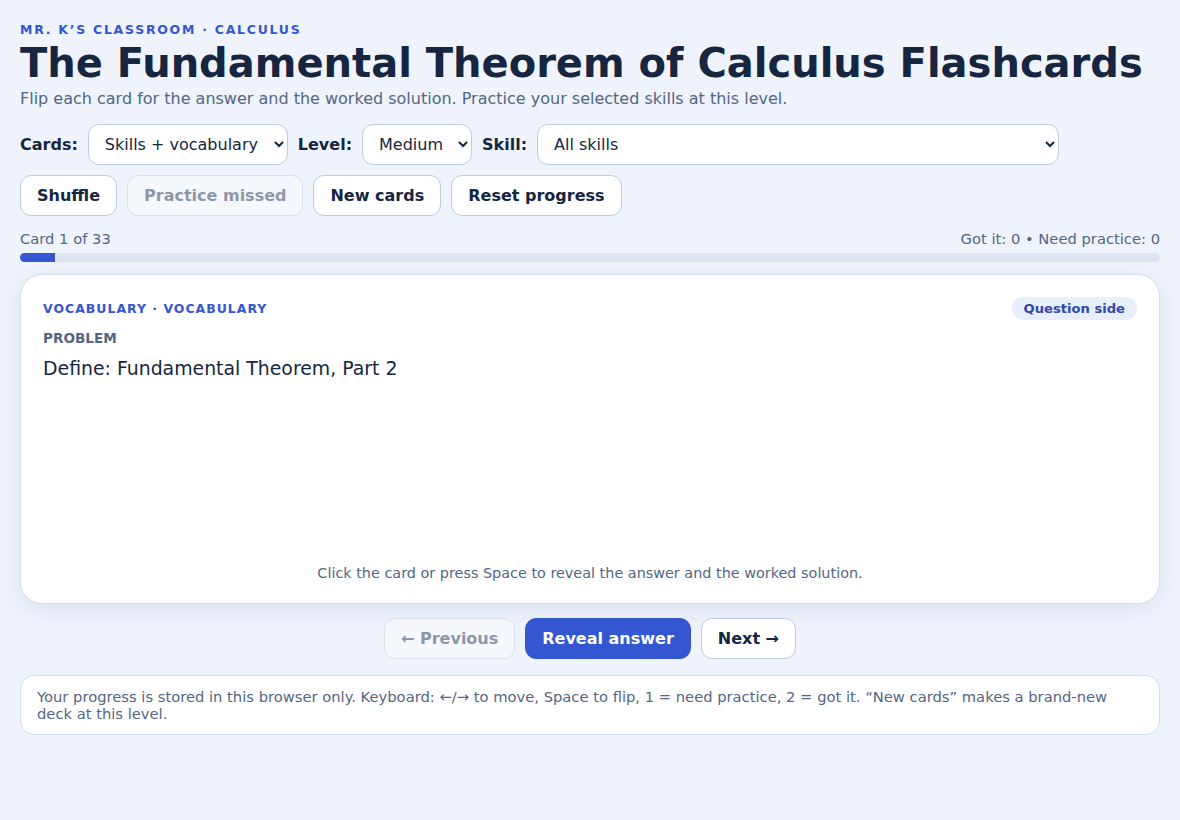 MR. K’S CLASSROOM · CALCULUS
The Fundamental Theorem of Calculus Flashcards
Flip each card for the answer and the worked solution. Practice your selected skills at this level.
Cards: Skills + vocabulary Level: Medium Skill: All skills
Shuffle Practice missed New cards Reset progress
Card 1 of 33 Got it: 0 • Need practice: 0
VOCABULARY · VOCABULARY Question side
PROBLEM
Define: Fundamental Theorem, Part 2
Click the card or press Space to reveal the answer and the worked solution.
← Previous Reveal answer Next →
Your progress is stored in this browser only. Keyboard: ←/→ to move, Space to flip, 1 = need practice, 2 = got it. “New cards” makes a brand-new
deck at this level.